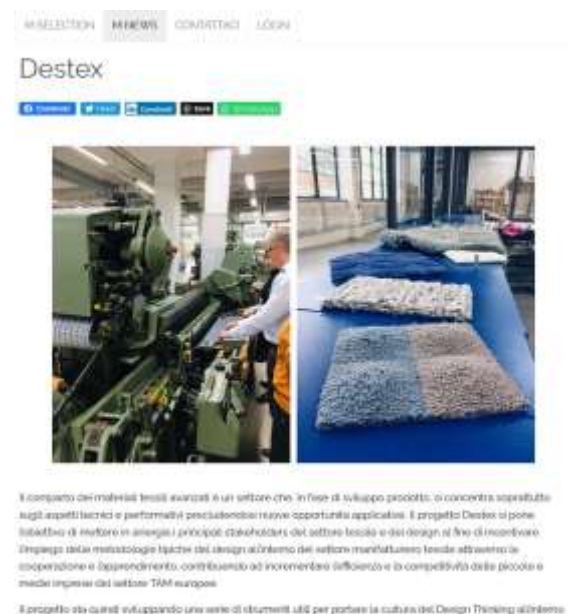 M SELECTION M NEWS CONTATTACI LOGIN
Destex
Condividi Tweet Condividi Save
Il comparto dei materiali tessili avanzati è un settore che, in fase di sviluppo prodotto, si concentra soprattutto
sugli aspetti tecnici e performativi precludendosi nuove opportunità applicative. Il progetto Destex si pone
l'obiettivo di mettere in sinergia i principali stakeholders del settore tessile e del design al fine di incentivare
l'impiego delle metodologie tipiche del design all'interno del settore manifatturiero tessile attraverso la
cooperazione e l'apprendimento, contribuendo ad incrementare l'efficienza e la competitività delle piccole e
medie imprese del settore TAM europee.
Il progetto sta quindi sviluppando una serie di strumenti utili per portare la cultura del Design Thinking all'interno